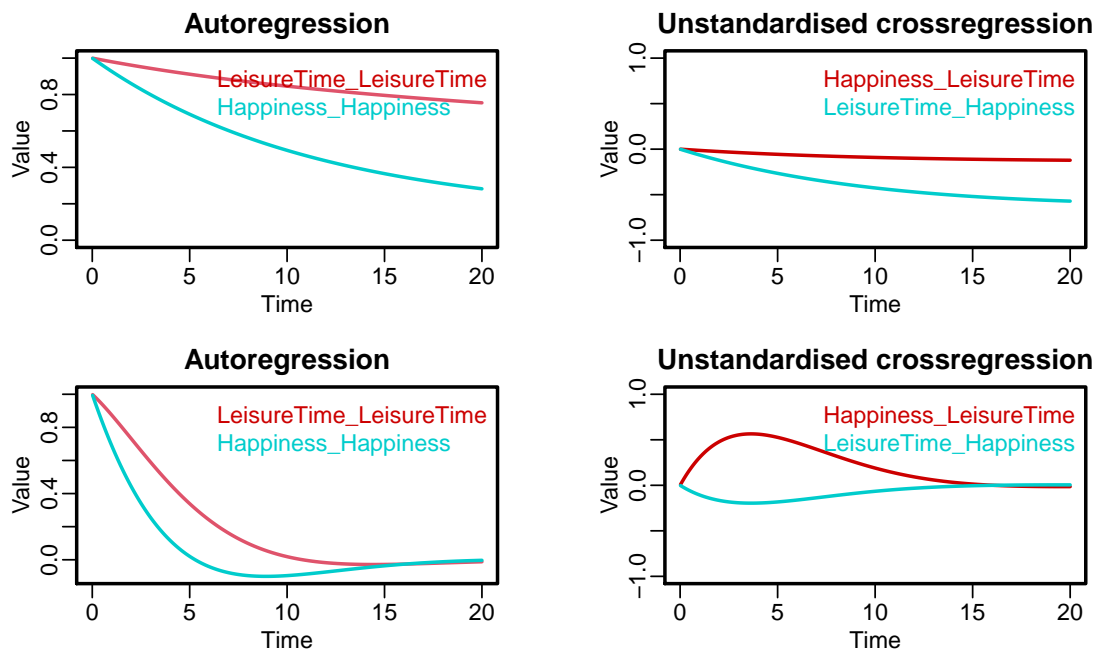 Autoregression
Value
0.0 0.4 0.8
LeisureTime_LeisureTime
Happiness_Happiness
0 5 10 15 20
Time
Unstandardised crossregression
Value
−1.0 0.0 1.0
Happiness_LeisureTime
LeisureTime_Happiness
0 5 10 15 20
Time
Autoregression
Value
0.0 0.4 0.8
LeisureTime_LeisureTime
Happiness_Happiness
0 5 10 15 20
Time
Unstandardised crossregression
Value
−1.0 0.0 1.0
Happiness_LeisureTime
LeisureTime_Happiness
0 5 10 15 20
Time